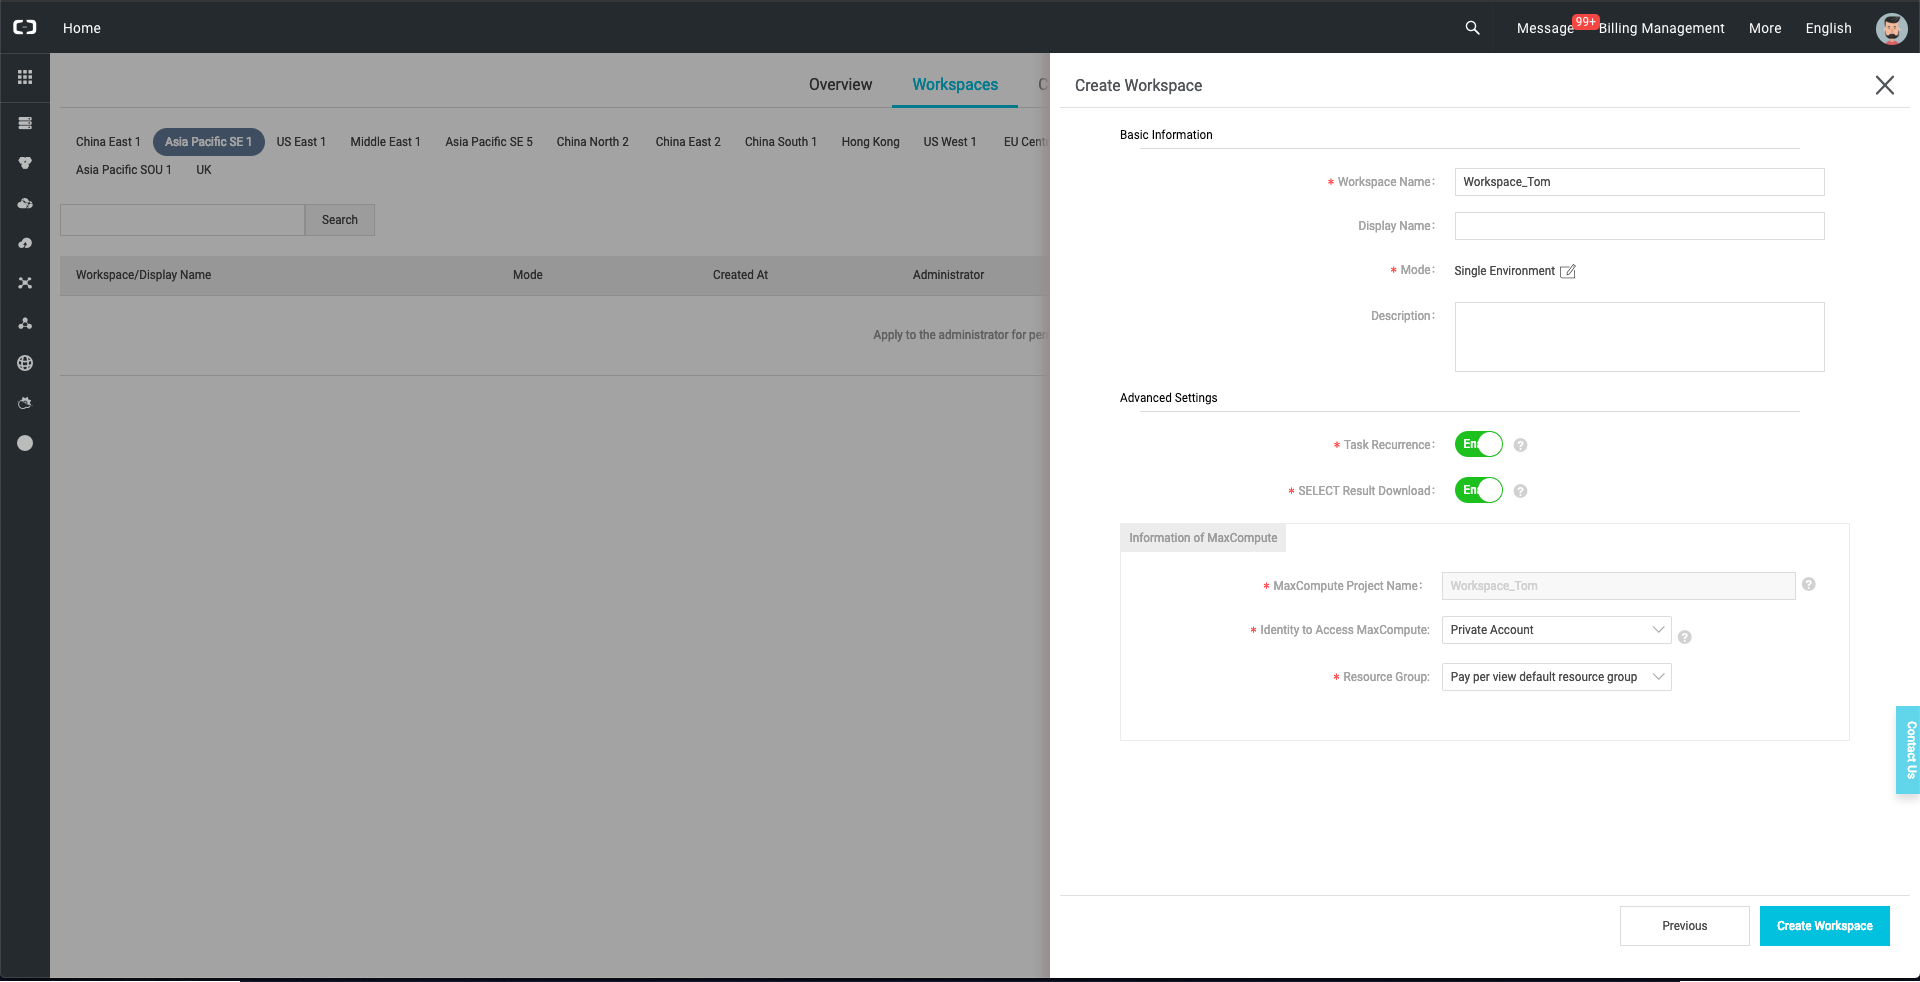 Home
Message 99+ Billing Management More English
Overview Workspaces
China East 1 Asia Pacific SE 1 US East 1 Middle East 1 Asia Pacific SE 5 China North 2 China East 2 China South 1 Hong Kong US West 1 EU
Asia Pacific SOU 1 UK
Search
Workspace/Display Name Mode Created At Administrator
Apply to the administrator for
Create Workspace
Basic Information
* Workspace Name: Workspace_Tom
Display Name:
* Mode: Single Environment
Description:
Advanced Settings
* Task Recurrence: En
* SELECT Result Download: En
Information of MaxCompute
* MaxCompute Project Name: Workspace_Tom
* Identity to Access MaxCompute: Private Account
* Resource Group: Pay per view default resource group
Contact Us
Previous Create Workspace